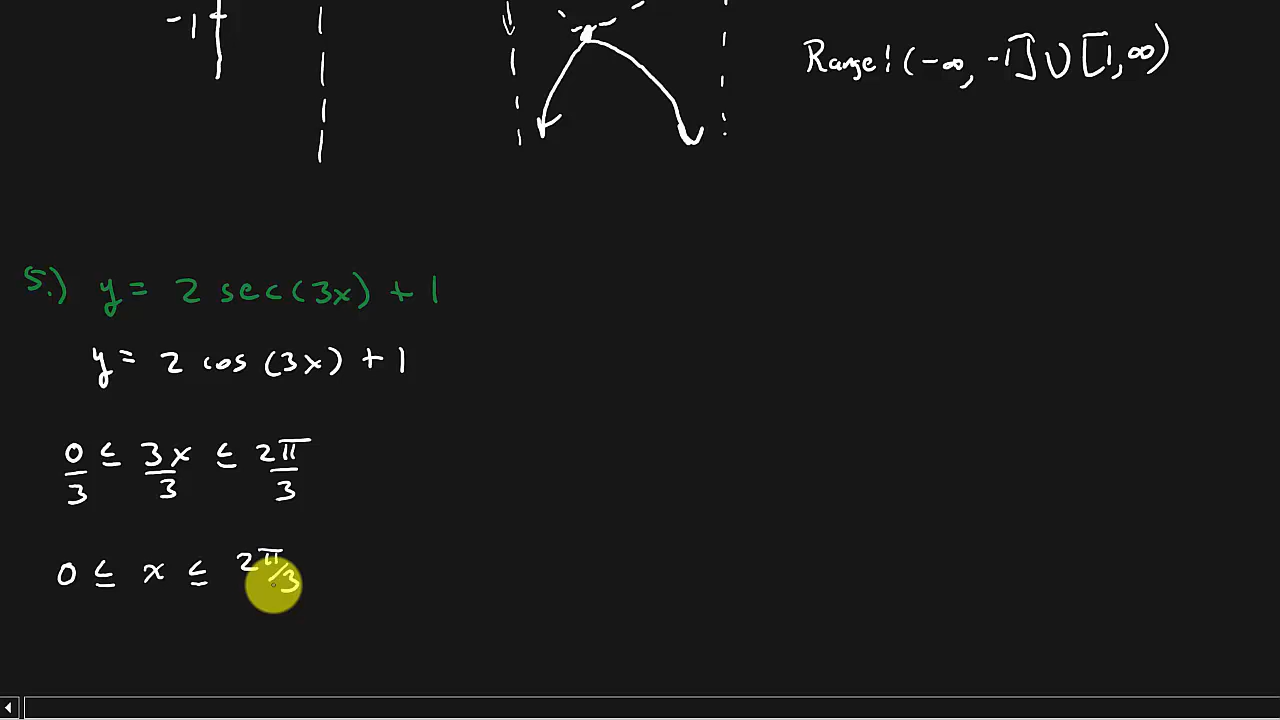 -1
Range: (-∞, -1] ∪ [1, ∞)
5.) y = 2 sec(3x) + 1
y = 2 cos (3x) + 1
0/3 ≤ 3x/3 ≤ 2π/3
0 ≤ x ≤ 2π/3